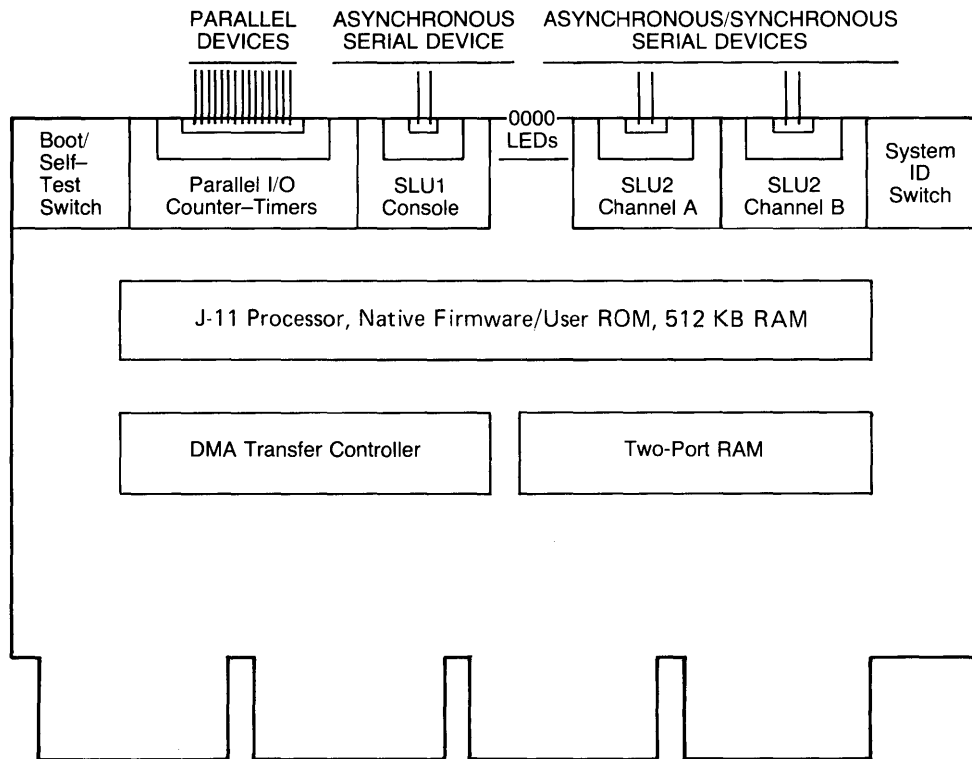 PARALLEL
DEVICES
ASYNCHRONOUS
SERIAL DEVICE
ASYNCHRONOUS/SYNCHRONOUS
SERIAL DEVICES
Boot/
Self–
Test
Switch
Parallel I/O
Counter–Timers
SLU1
Console
0000
LEDs
SLU2
Channel A
SLU2
Channel B
System
ID
Switch
J-11 Processor, Native Firmware/User ROM, 512 KB RAM
DMA Transfer Controller
Two-Port RAM